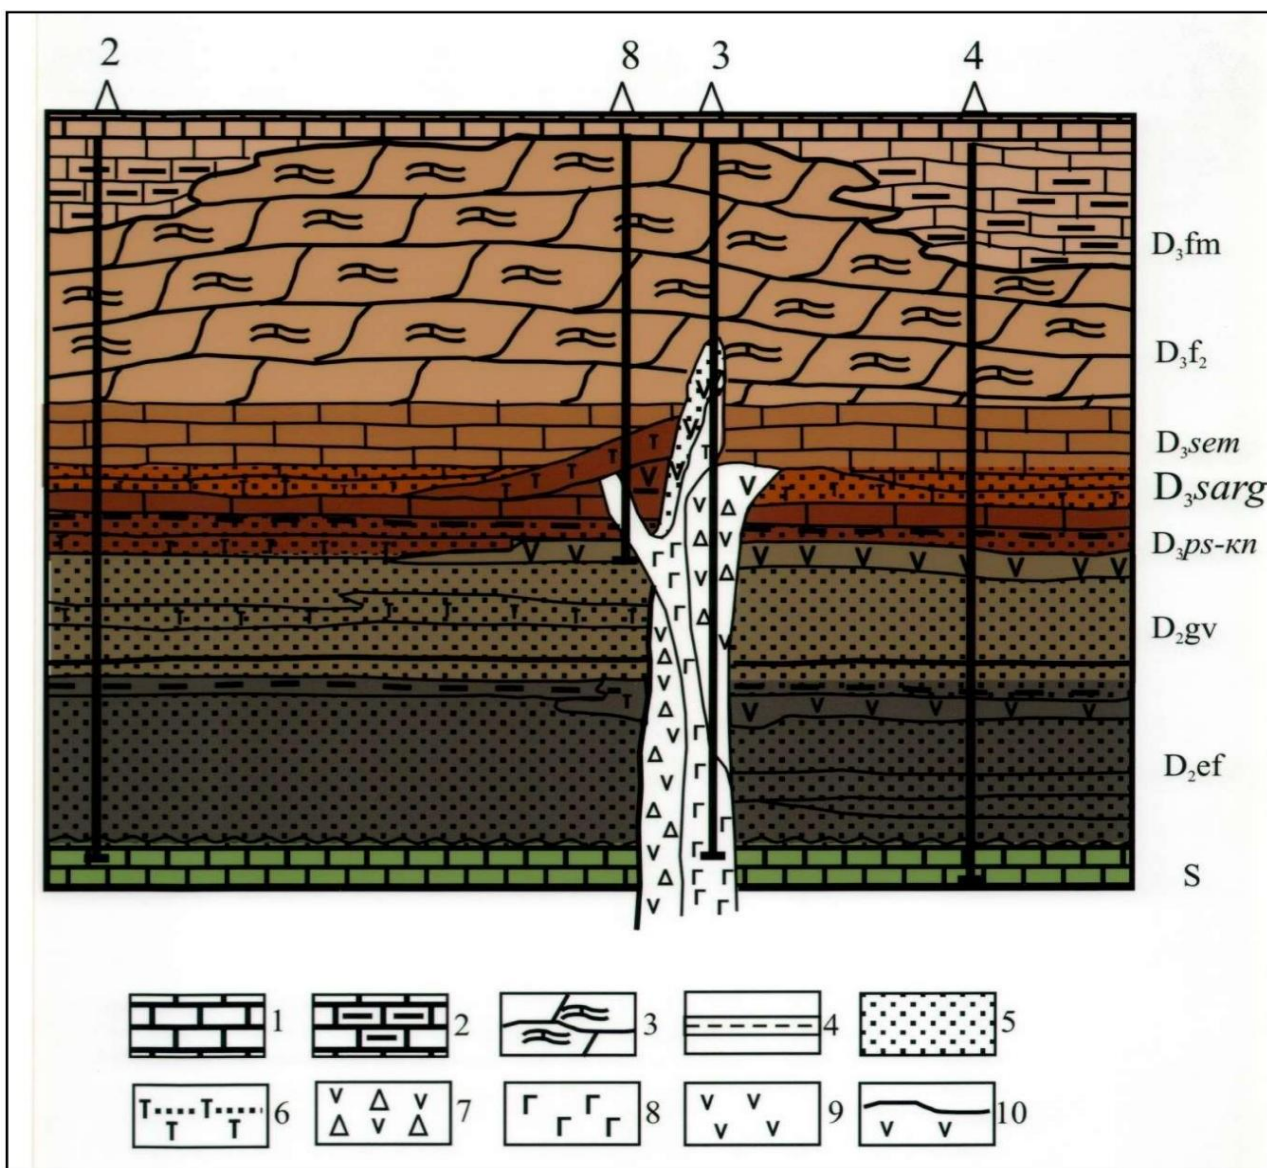 2 8 3 4
D₃fm
D₃f₂
D₃sem
D₃sarg
D₃ps-кп
D₂gv
D₂ef
S
1 2 3 4 5
6 7 8 9 10